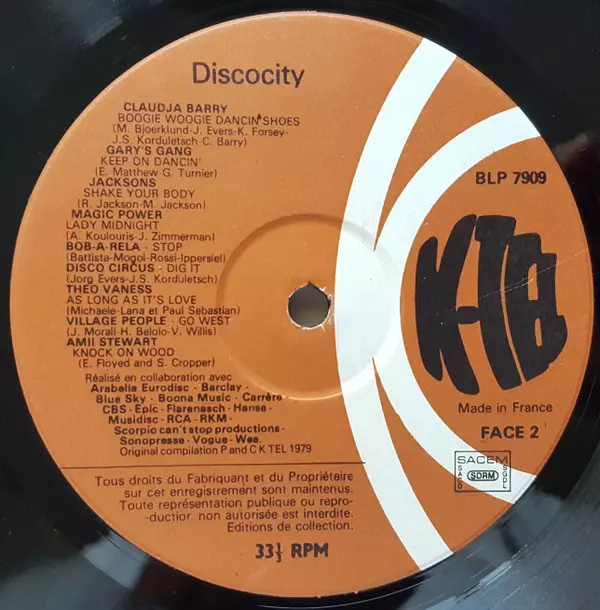 Discocity
CLAUDJA BARRY
BOOGIE WOOGIE DANCIN' SHOES
(M. Bjoerklund-J. Evers-K. Forsey-
J.S. Korduletsch-C. Barry)
GARY'S GANG
KEEP ON DANCIN'
(E. Matthew-G. Turnier)
JACKSONS
SHAKE YOUR BODY
(R. Jackson-M. Jackson)
MAGIC POWER
LADY MIDNIGHT
(A. Koulouris-J. Zimmerman)
BOB-A-RELA - STOP
(Battista-Mogol-Rossi-Ippersiel)
DISCO CIRCUS - DIG IT
(Jorg Evers-J.S. Korduletsch)
THEO VANESS
AS LONG AS IT'S LOVE
(Michaele-Lana et Paul Sebastian)
VILLAGE PEOPLE - GO WEST
(J. Morali-H. Belolo-V. Willis)
AMII STEWART
KNOCK ON WOOD
(E. Floyed and S. Cropper)
Réalisé en collaboration avec
Arabella Eurodisc - Barclay -
Blue Sky - Boona Music - Carrère -
CBS - Epic - Flarenasch - Hansa -
Musidisc - RCA - RKM -
Scorpio can't stop productions -
Sonopresse - Vogue - Wea.
Original compilation P and C K TEL 1979
Tous droits du Fabriquant et du Propriétaire
sur cet enregistrement sont maintenus.
Toute représentation publique ou repro-
duction non autorisée est interdite.
Editions de collection.
33⅓ RPM
BLP 7909
K-TEL
Made in France
FACE 2
SACEM
SACD
SDRM
SGDL